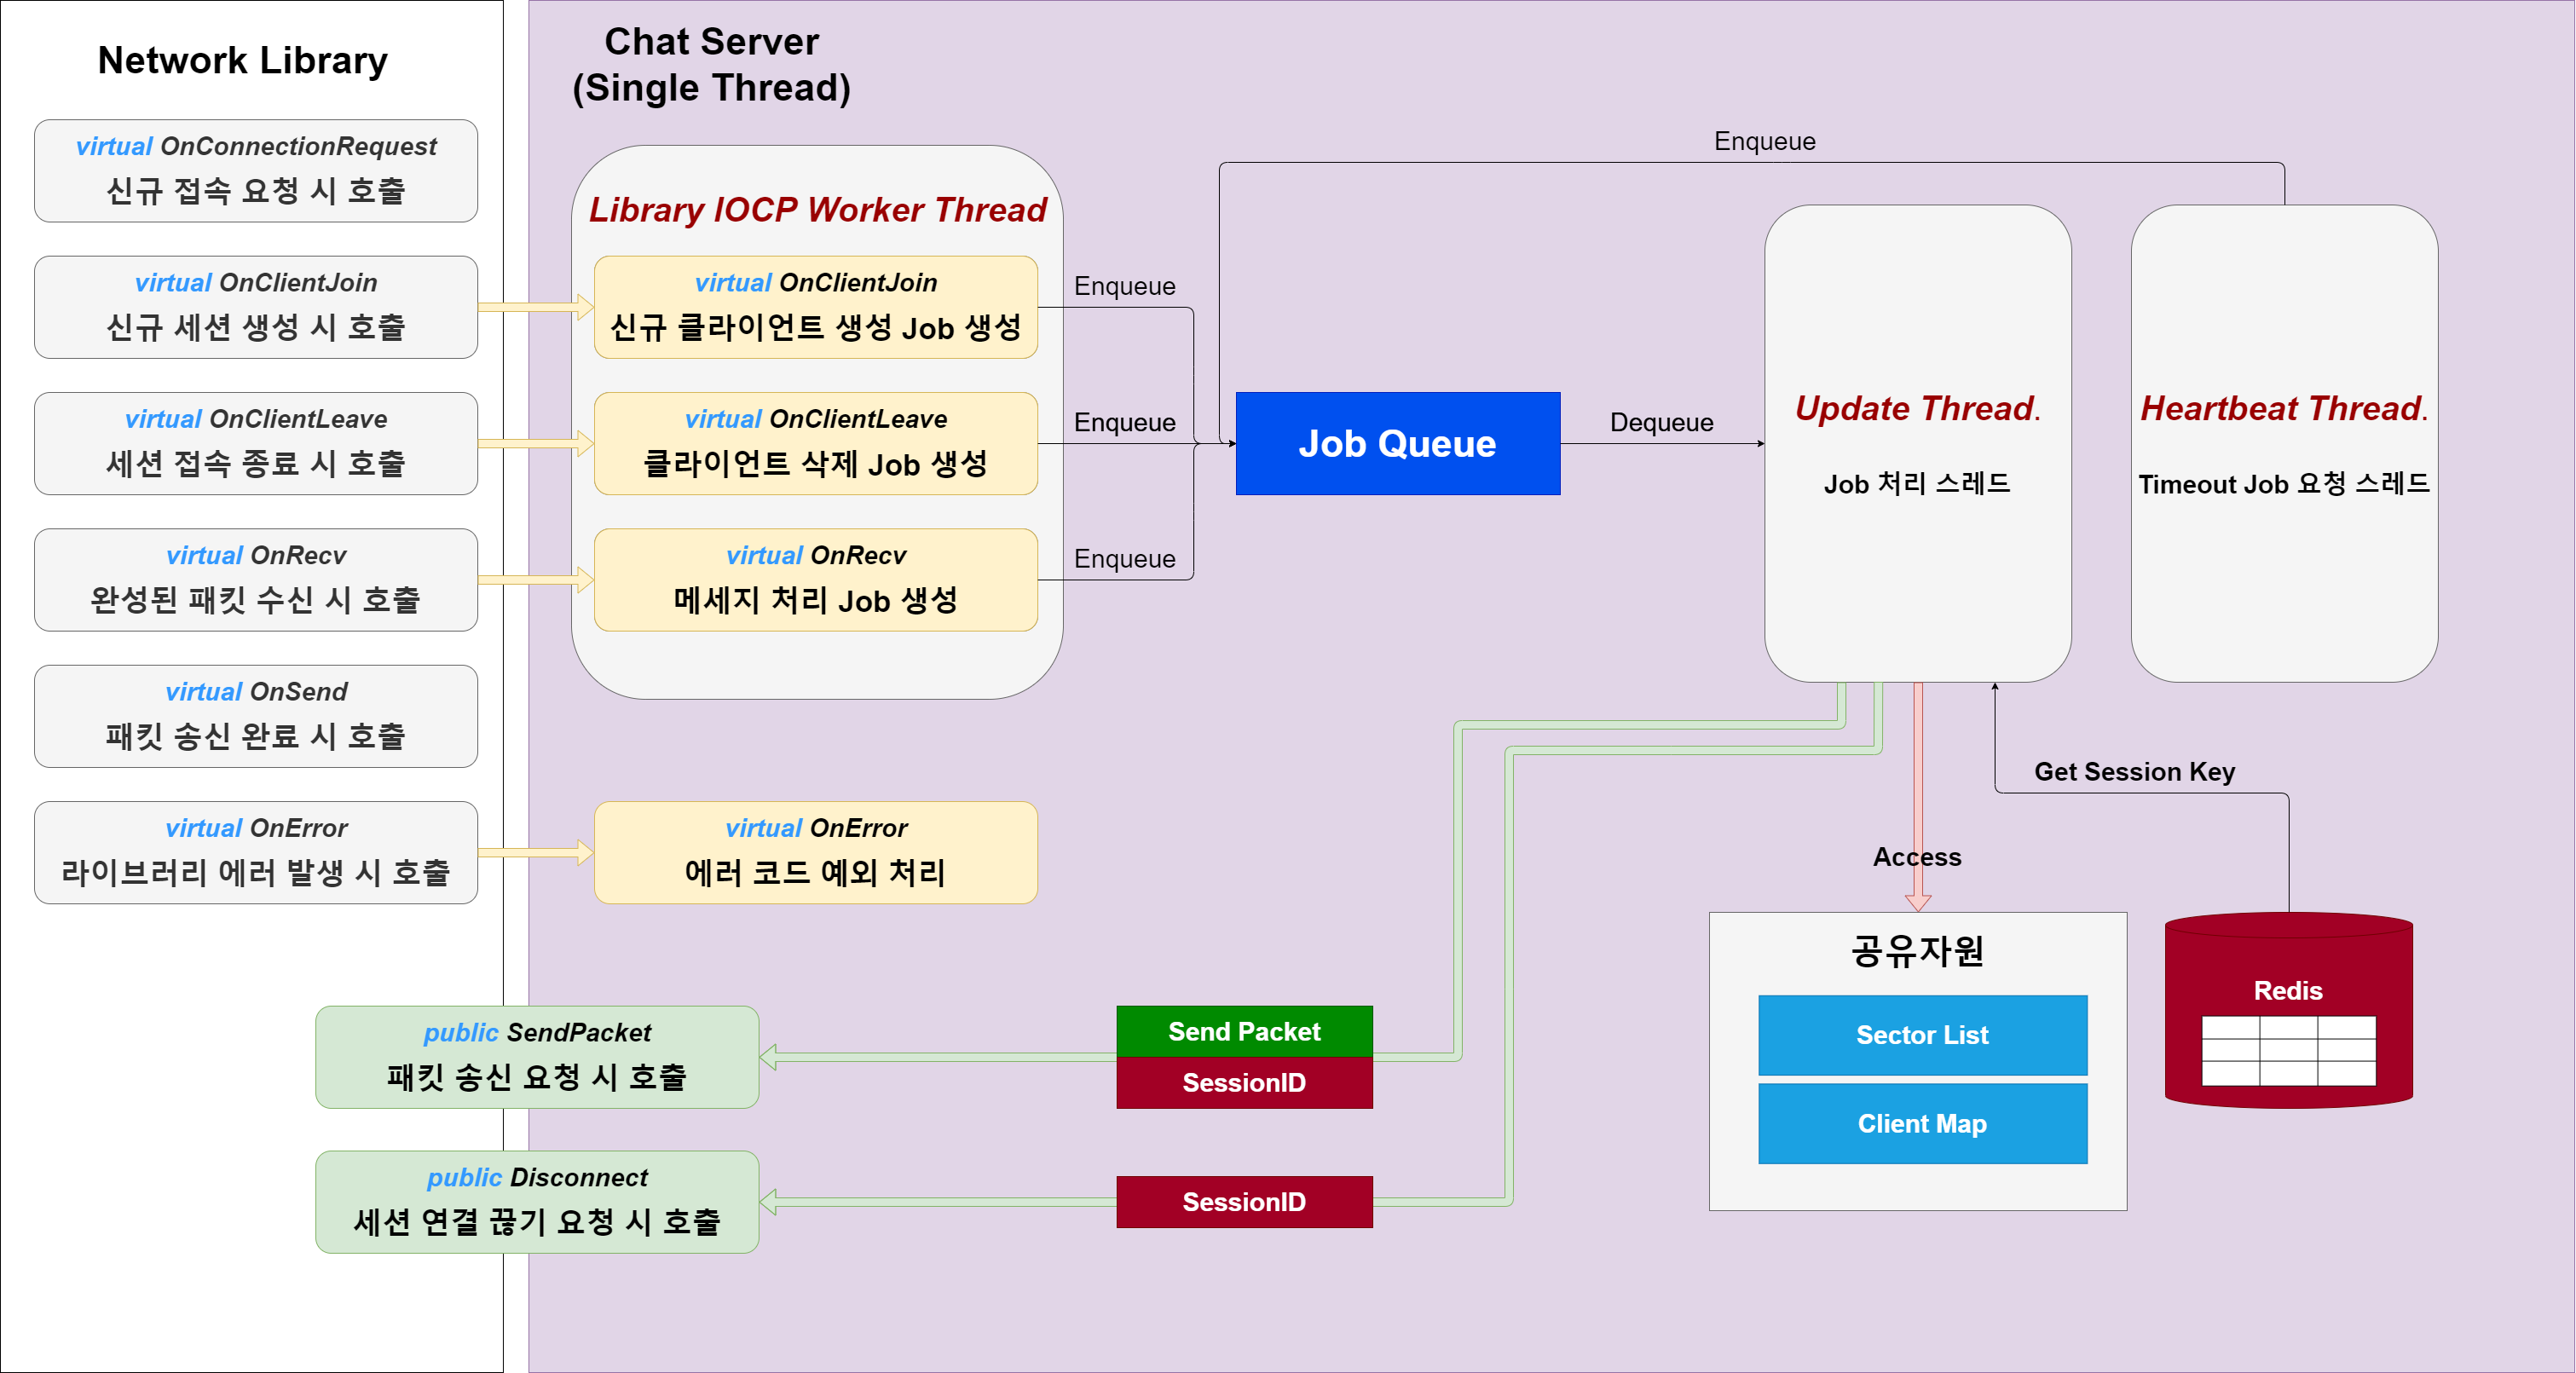 Network Library
virtual OnConnectionRequest
신규 접속 요청 시 호출
virtual OnClientJoin
신규 세션 생성 시 호출
virtual OnClientLeave
세션 접속 종료 시 호출
virtual OnRecv
완성된 패킷 수신 시 호출
virtual OnSend
패킷 송신 완료 시 호출
virtual OnError
라이브러리 에러 발생 시 호출
Chat Server
(Single Thread)
Library IOCP Worker Thread
virtual OnClientJoin
신규 클라이언트 생성 Job 생성
virtual OnClientLeave
클라이언트 삭제 Job 생성
virtual OnRecv
메세지 처리 Job 생성
virtual OnError
에러 코드 예외 처리
Enqueue
Enqueue
Enqueue
Enqueue
Job Queue
Dequeue
Update Thread.
Job 처리 스레드
Heartbeat Thread.
Timeout Job 요청 스레드
Get Session Key
Access
공유자원
Sector List
Client Map
Redis
public SendPacket
패킷 송신 요청 시 호출
Send Packet
SessionID
public Disconnect
세션 연결 끊기 요청 시 호출
SessionID